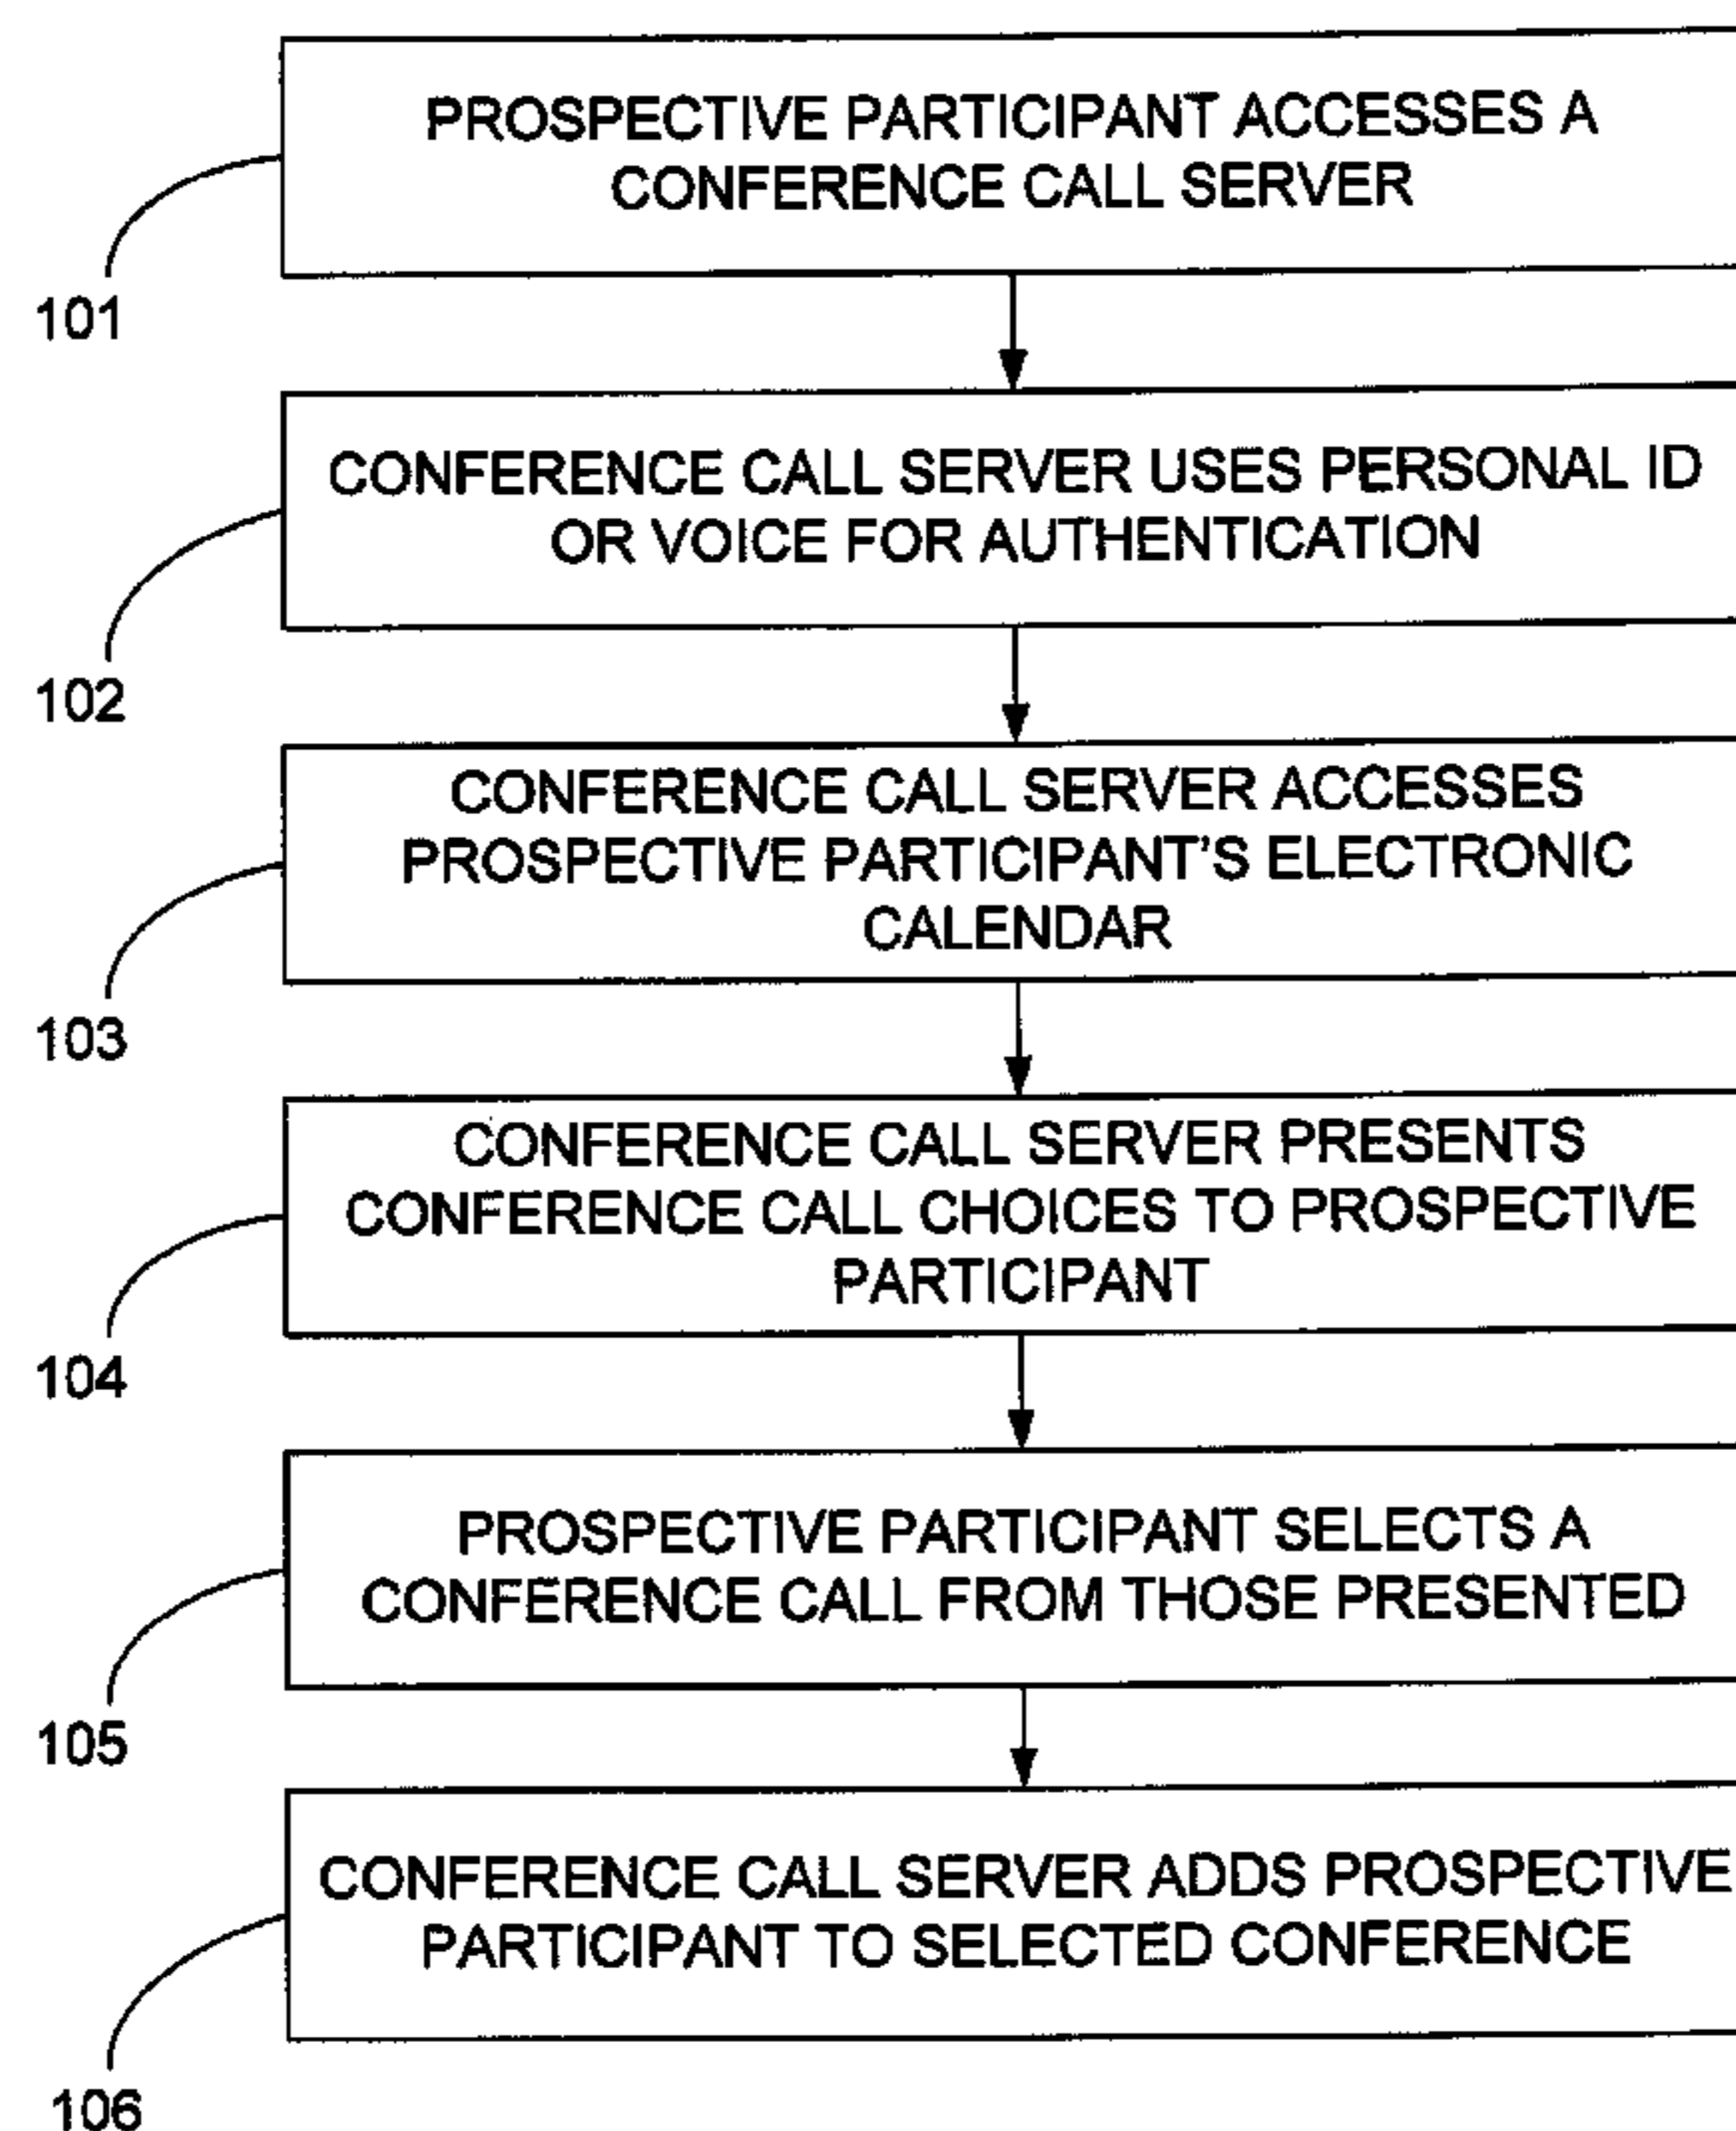 PROSPECTIVE PARTICIPANT ACCESSES A
CONFERENCE CALL SERVER
101
CONFERENCE CALL SERVER USES PERSONAL ID
OR VOICE FOR AUTHENTICATION
102
CONFERENCE CALL SERVER ACCESSES
PROSPECTIVE PARTICIPANT'S ELECTRONIC
CALENDAR
103
CONFERENCE CALL SERVER PRESENTS
CONFERENCE CALL CHOICES TO PROSPECTIVE
PARTICIPANT
104
PROSPECTIVE PARTICIPANT SELECTS A
CONFERENCE CALL FROM THOSE PRESENTED
105
CONFERENCE CALL SERVER ADDS PROSPECTIVE
PARTICIPANT TO SELECTED CONFERENCE
106